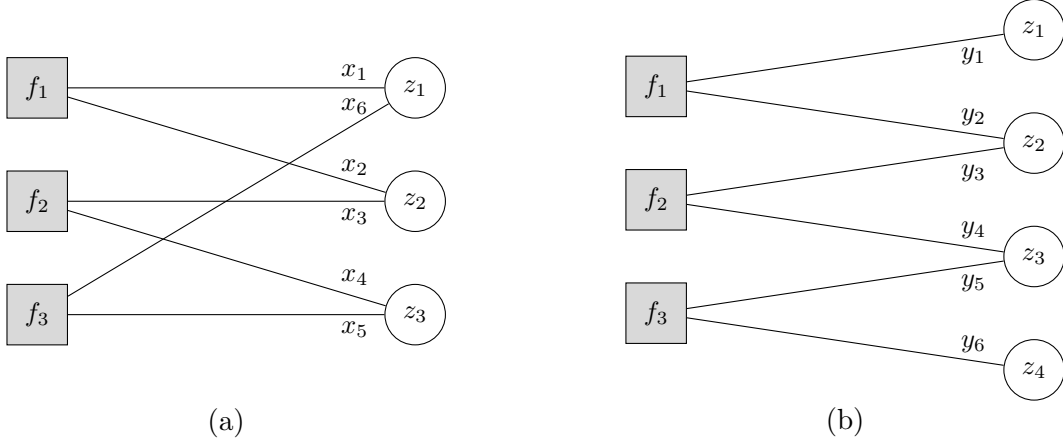 f₁
x₁
z₁
x₆
f₂
x₂
z₂
x₃
f₃
x₄
z₃
x₅
(a)
z₁
f₁
y₁
y₂
z₂
f₂
y₃
y₄
z₃
f₃
y₅
y₆
z₄
(b)